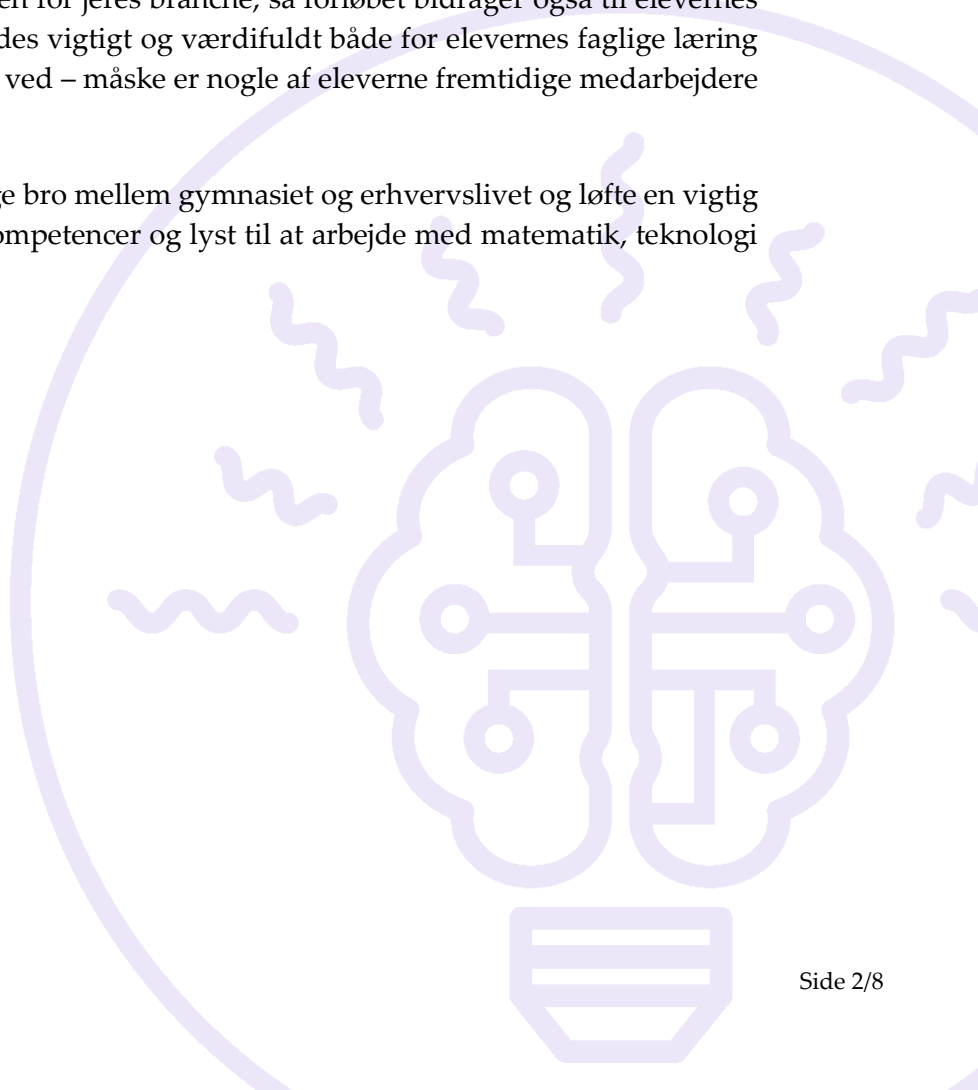 en for jeres branche, så forløbet bidrager også til elevernes
des vigtigt og værdifuldt både for elevernes faglige læring
ved – måske er nogle af eleverne fremtidige medarbejdere
ge bro mellem gymnasiet og erhvervslivet og løfte en vigtig
ompetencer og lyst til at arbejde med matematik, teknologi
Side 2/8